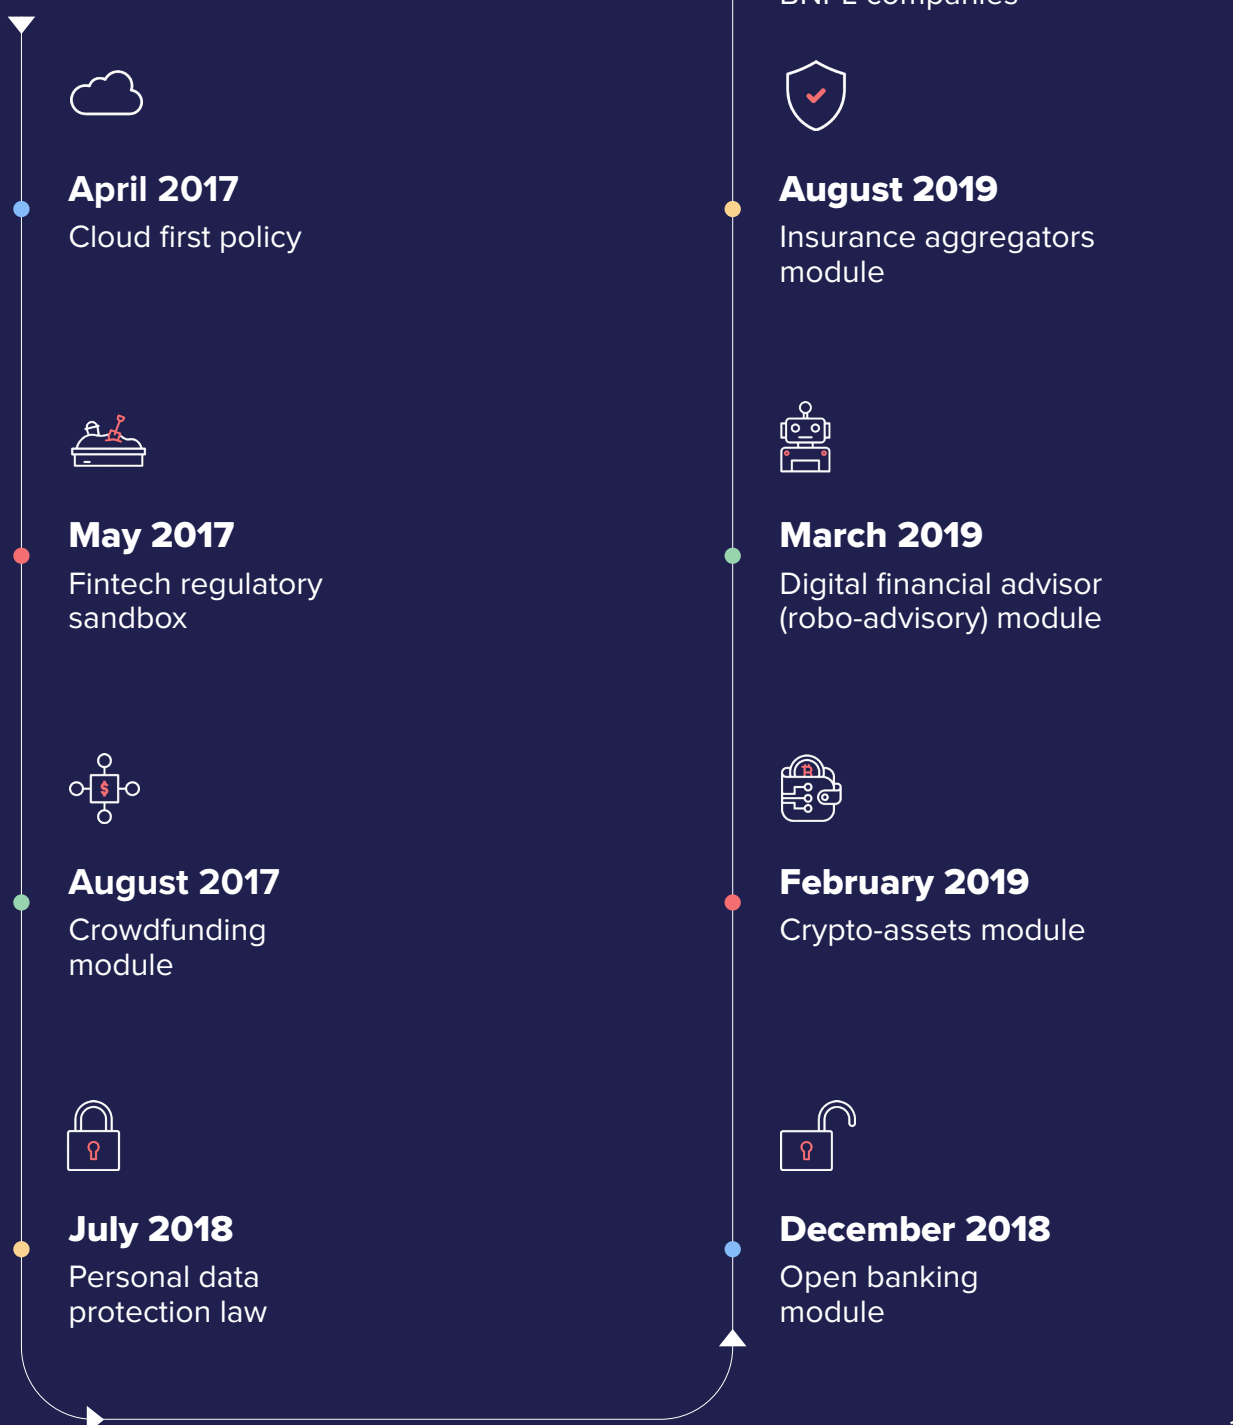 BNPL companies
April 2017
Cloud first policy
May 2017
Fintech regulatory
sandbox
August 2017
Crowdfunding
module
July 2018
Personal data
protection law
August 2019
Insurance aggregators
module
March 2019
Digital financial advisor
(robo-advisory) module
February 2019
Crypto-assets module
December 2018
Open banking
module